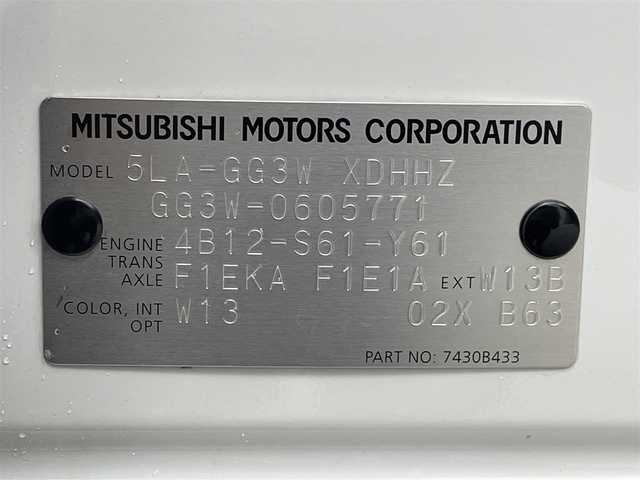 MITSUBISHI MOTORS CORPORATION
MODEL 5LA-GG3W XDHHZ
GG3W-0605771
ENGINE 4B12-S61-Y61
TRANS
AXLE F1EKA F1E1A EXT W13B
COLOR, INT W13 02X B63
OPT
PART NO: 7430B433